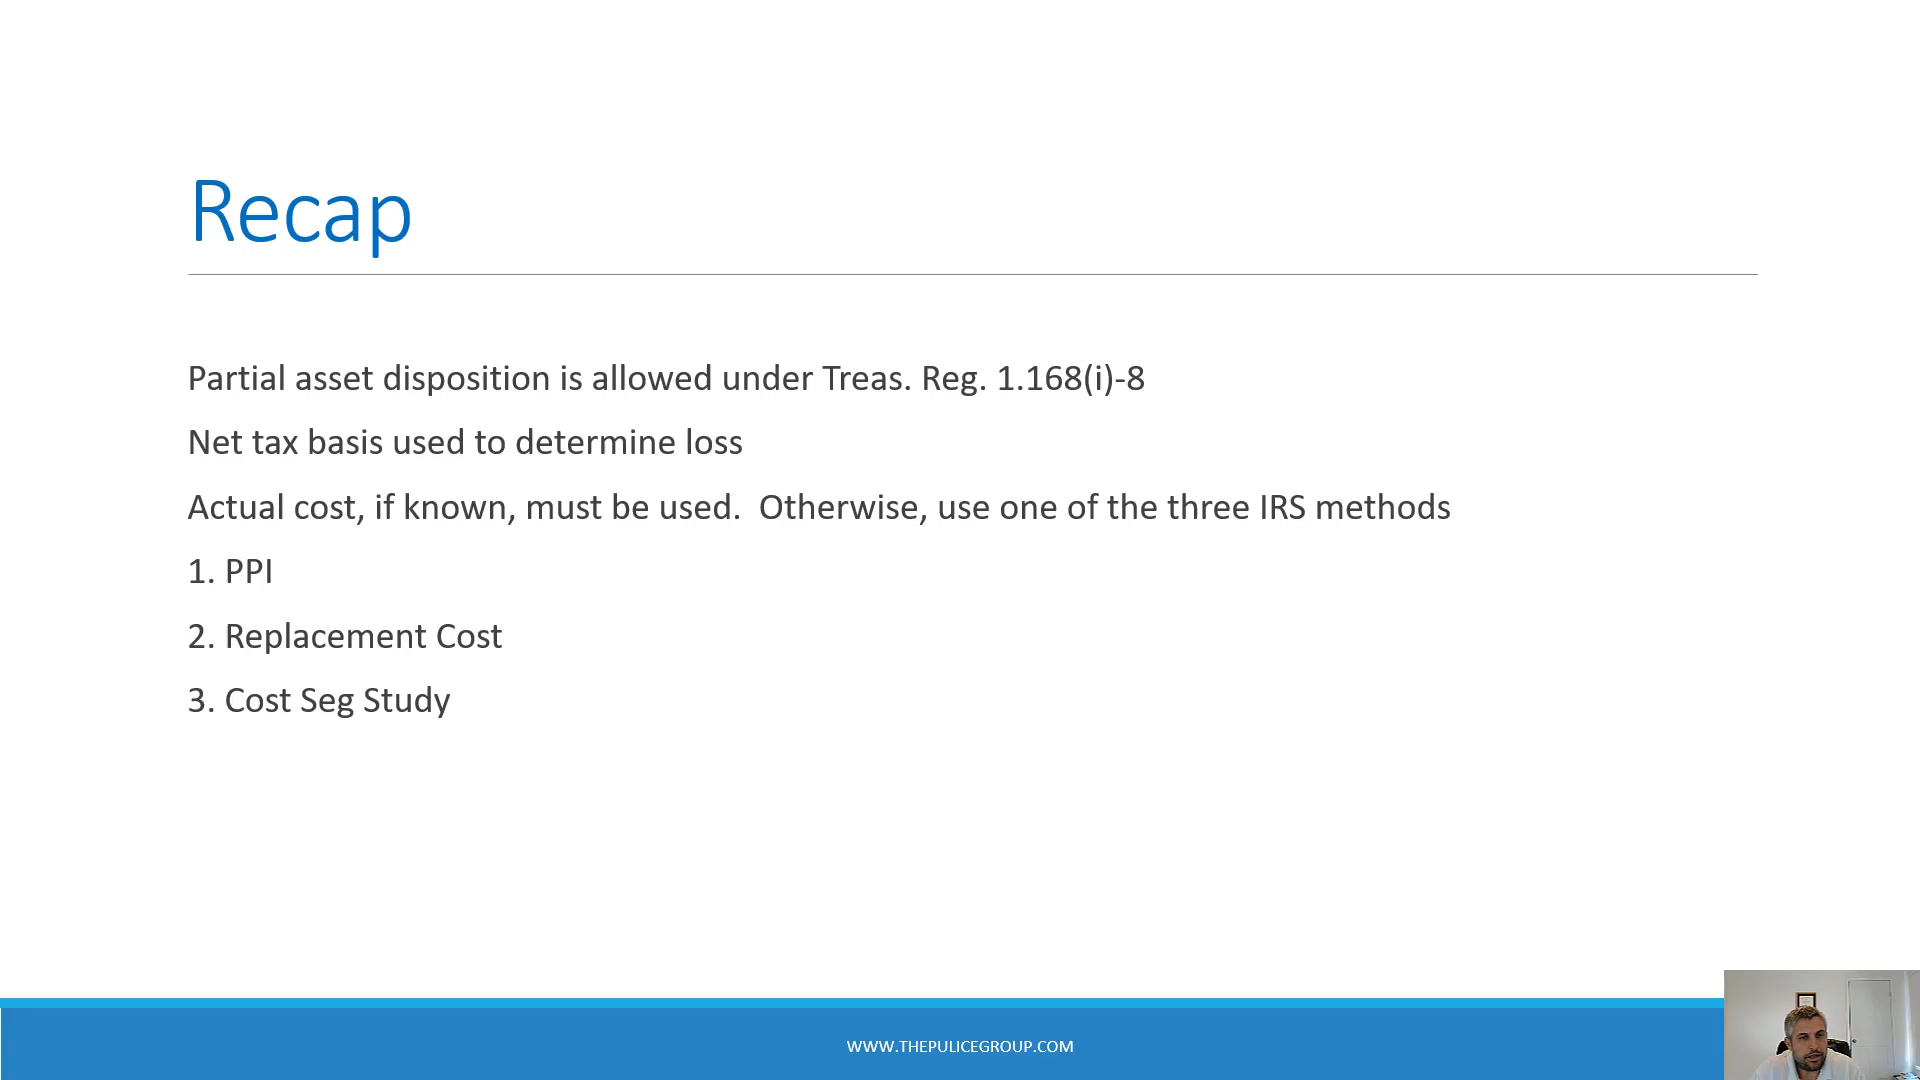 Recap
Partial asset disposition is allowed under Treas. Reg. 1.168(i)-8
Net tax basis used to determine loss
Actual cost, if known, must be used.  Otherwise, use one of the three IRS methods
1. PPI
2. Replacement Cost
3. Cost Seg Study
WWW.THEPULICEGROUP.COM